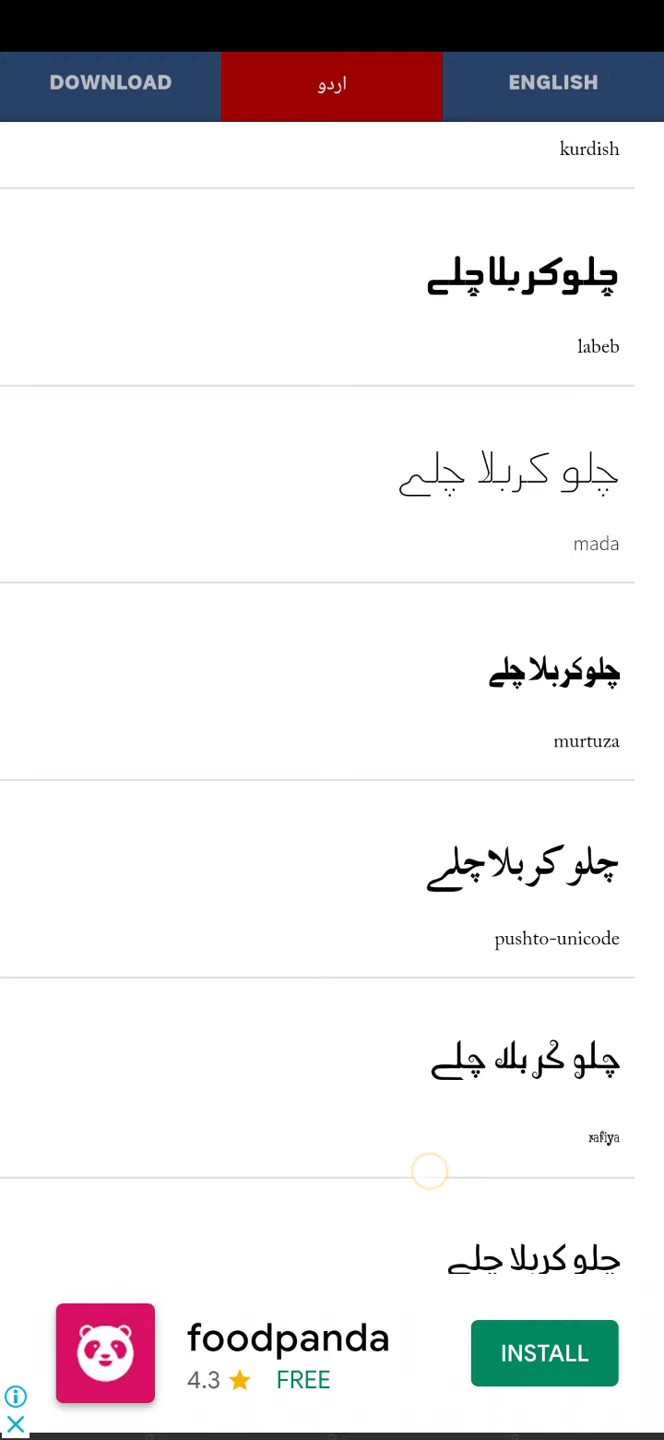 DOWNLOAD
اردو
ENGLISH
kurdish
چلو کربلا چلے
labeb
چلو کربلا چلے
mada
چلو کربلا چلے
murtuza
چلو کربلا چلے
pushto-unicode
چلو کربلا چلے
rafiya
چلو کربلا چلے
foodpanda
4.3 ★ FREE
INSTALL